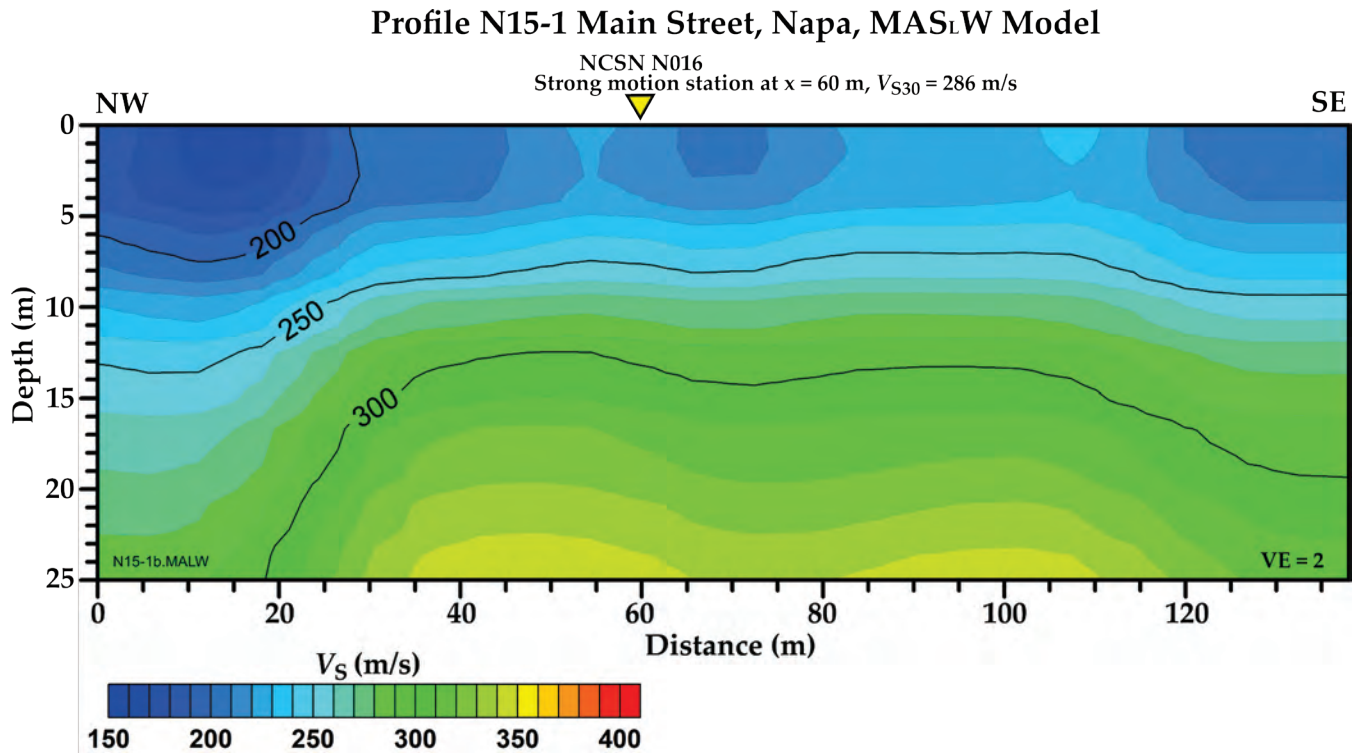 Profile N15-1 Main Street, Napa, MASLW Model
NCSN N016
Strong motion station at x = 60 m, VS30 = 286 m/s
NW
SE
0
5
10
15
20
25
Depth (m)
200
250
300
N15-1b.MALW
VE = 2
0 20 40 60 80 100 120
Distance (m)
VS (m/s)
150 200 250 300 350 400